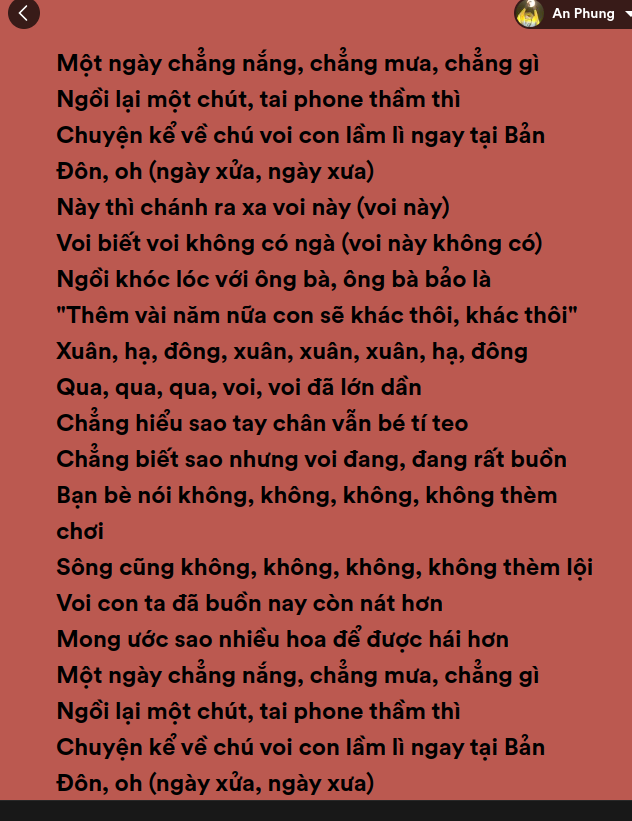 An Phung
Một ngày chẳng nắng, chẳng mưa, chẳng gì
Ngồi lại một chút, tai phone thầm thì
Chuyện kể về chú voi con lầm lì ngay tại Bản
Đôn, oh (ngày xửa, ngày xưa)
Này thì chánh ra xa voi này (voi này)
Voi biết voi không có ngà (voi này không có)
Ngồi khóc lóc với ông bà, ông bà bảo là
"Thêm vài năm nữa con sẽ khác thôi, khác thôi"
Xuân, hạ, đông, xuân, xuân, xuân, hạ, đông
Qua, qua, qua, voi, voi đã lớn dần
Chẳng hiểu sao tay chân vẫn bé tí teo
Chẳng biết sao nhưng voi đang, đang rất buồn
Bạn bè nói không, không, không, không thèm
chơi
Sông cũng không, không, không, không thèm lội
Voi con ta đã buồn nay còn nát hơn
Mong ước sao nhiều hoa để được hái hơn
Một ngày chẳng nắng, chẳng mưa, chẳng gì
Ngồi lại một chút, tai phone thầm thì
Chuyện kể về chú voi con lầm lì ngay tại Bản
Đôn, oh (ngày xửa, ngày xưa)